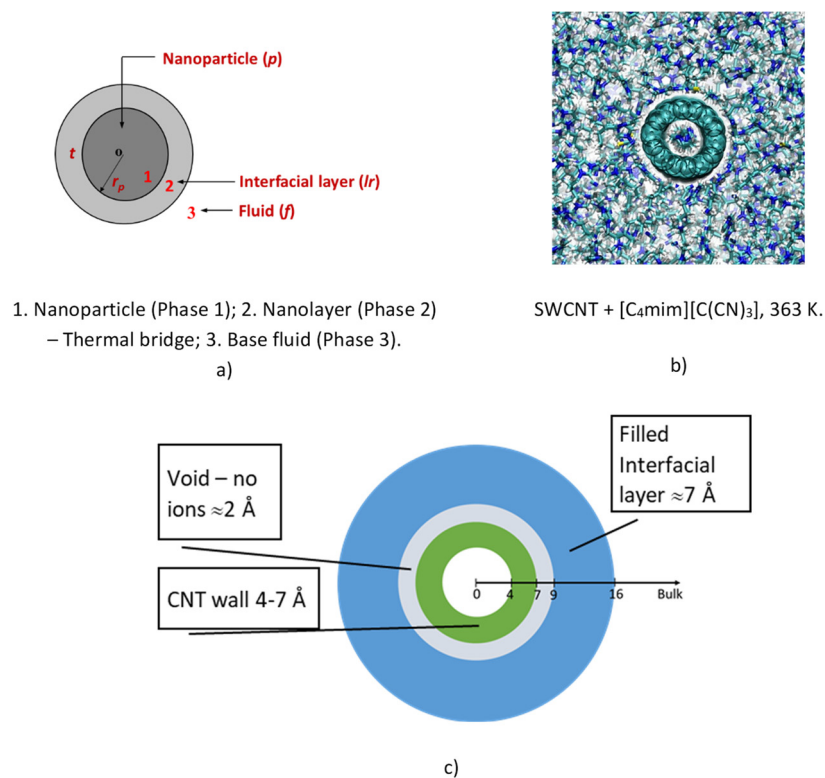 Nanoparticle (p)
o
t
1
r_p
2
Interfacial layer (lr)
3
Fluid (f)
1. Nanoparticle (Phase 1); 2. Nanolayer (Phase 2)
– Thermal bridge; 3. Base fluid (Phase 3).
a)
SWCNT + [C₄mim][C(CN)₃], 363 K.
b)
Void – no
ions ≈2 Å
CNT wall 4-7 Å
Filled
Interfacial
layer ≈7 Å
0 4 7 9 16 Bulk
c)